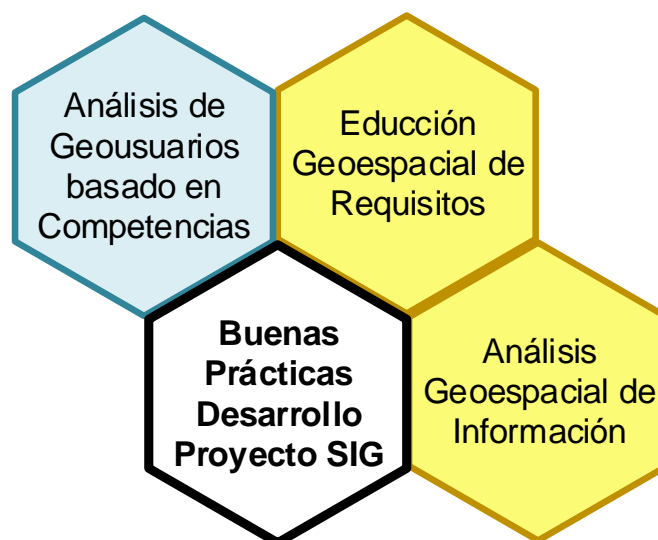 Análisis de
Geousuarios
basado en
Competencias
Educción
Geoespacial de
Requisitos
Buenas
Prácticas
Desarrollo
Proyecto SIG
Análisis
Geoespacial de
Información